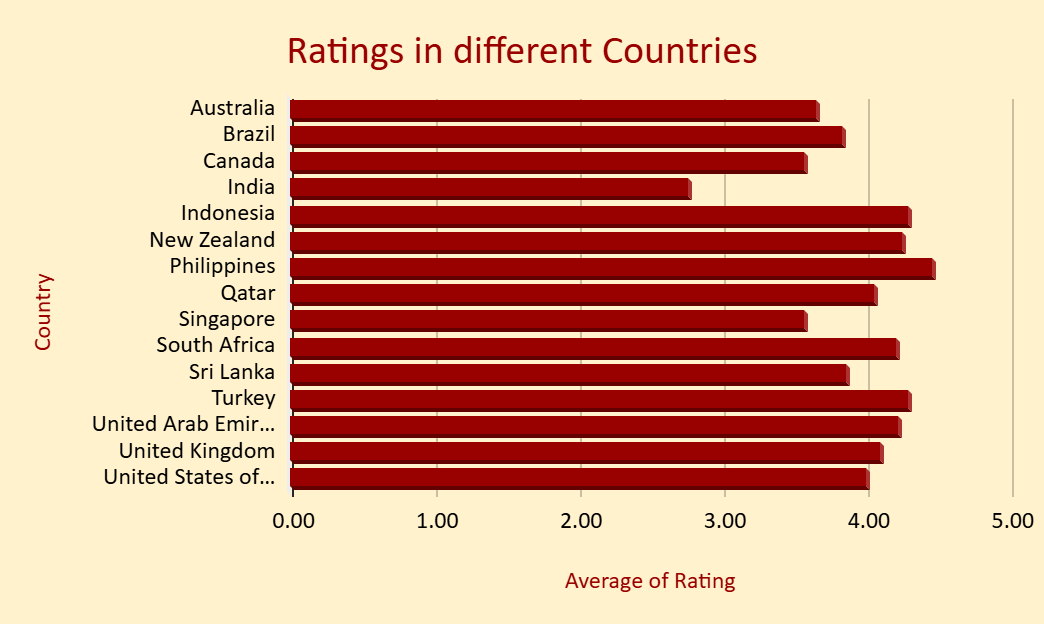 Ratings in different Countries
Country
Australia
Brazil
Canada
India
Indonesia
New Zealand
Philippines
Qatar
Singapore
South Africa
Sri Lanka
Turkey
United Arab Emir...
United Kingdom
United States of...
0.00 1.00 2.00 3.00 4.00 5.00
Average of Rating